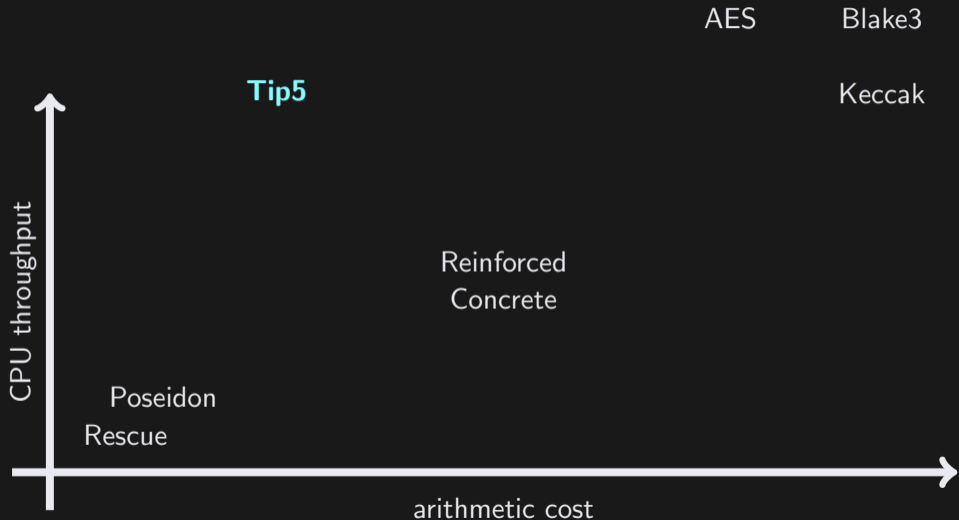 AES
Blake3
Tip5
Keccak
CPU throughput
Reinforced
Concrete
Poseidon
Rescue
arithmetic cost